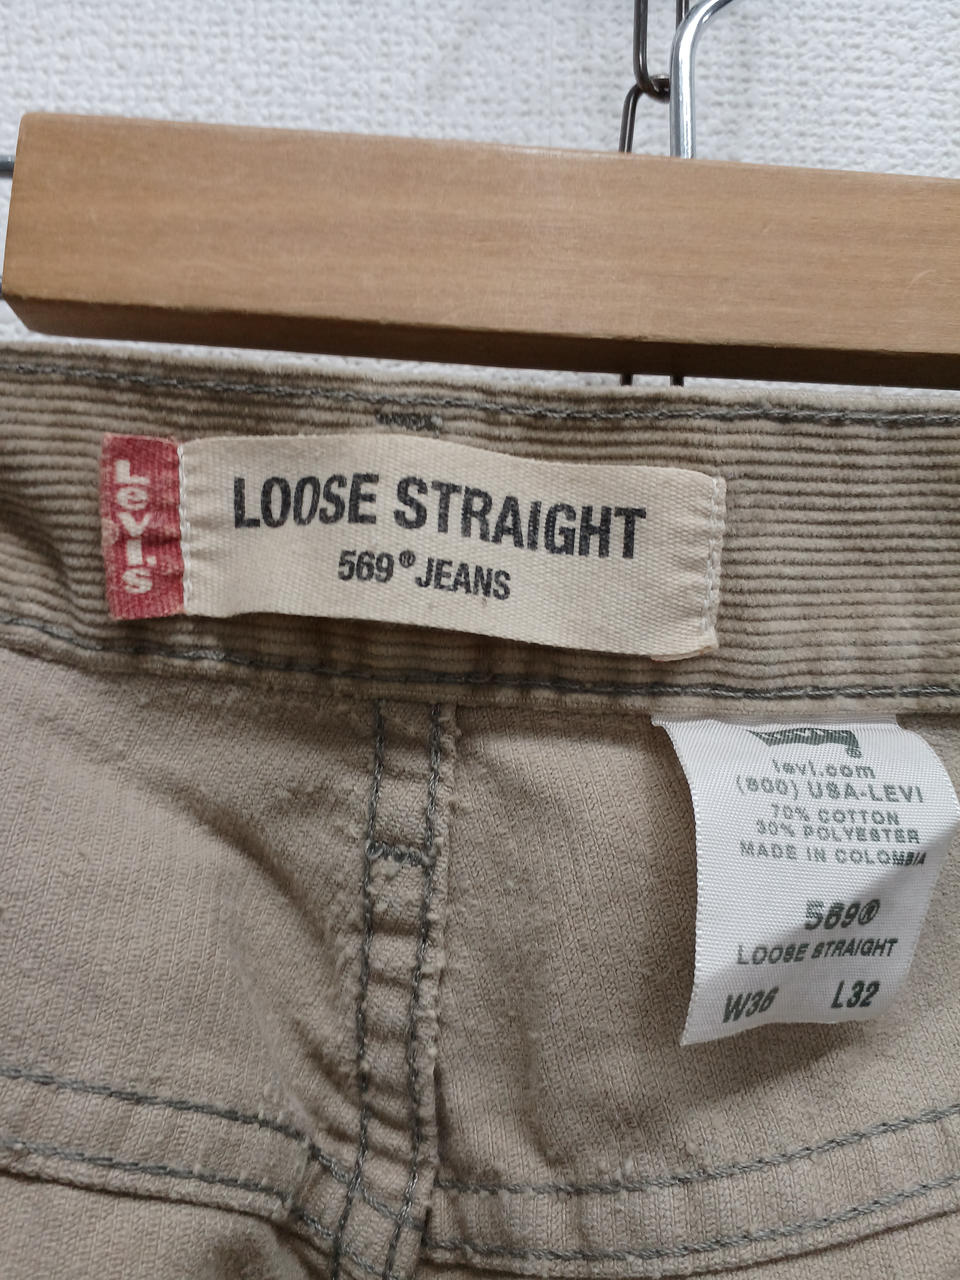 LEVI'S
LOOSE STRAIGHT
569® JEANS
levi.com
(800) USA-LEVI
70% COTTON
30% POLYESTER
MADE IN COLOMBIA
569®
LOOSE STRAIGHT
W36 L32